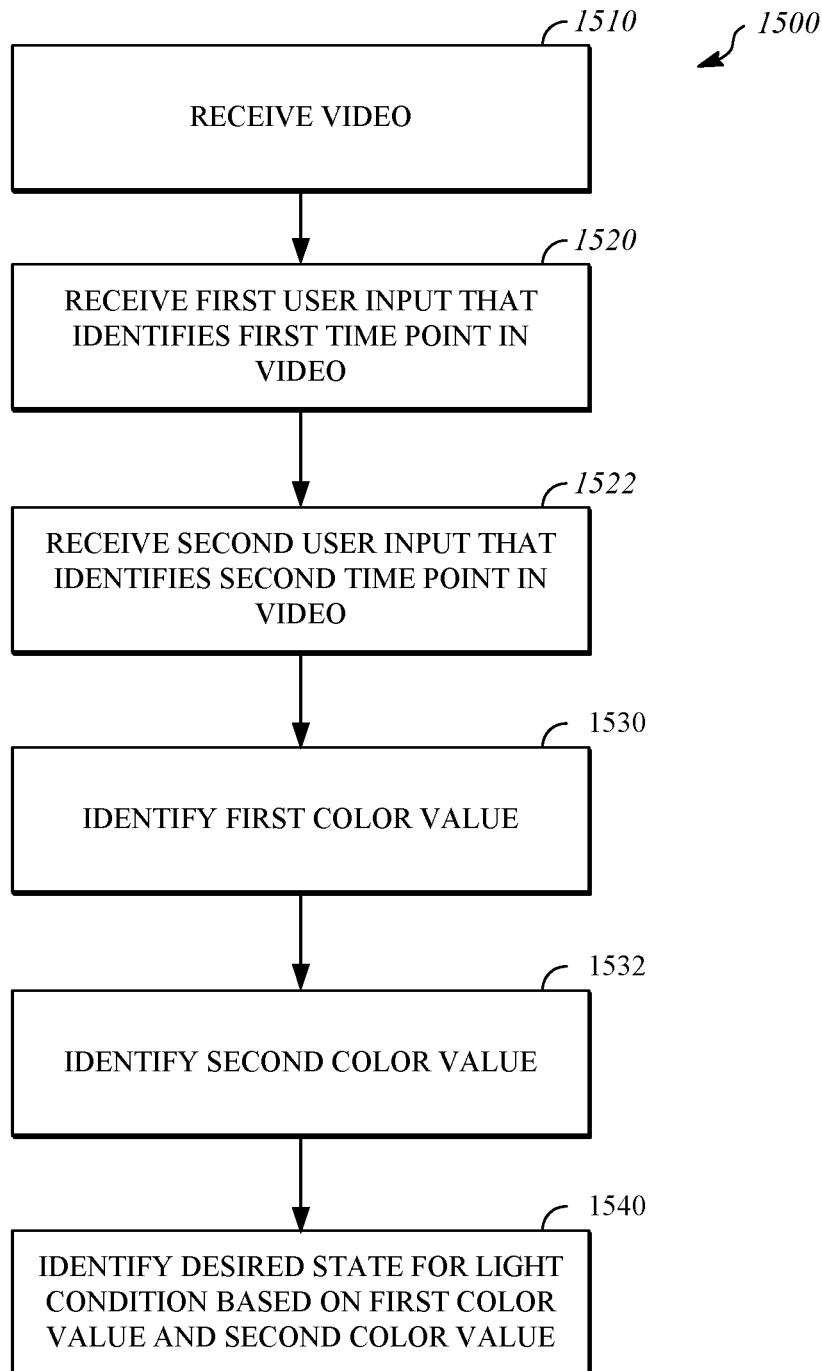 1500
1510
RECEIVE VIDEO
1520
RECEIVE FIRST USER INPUT THAT
IDENTIFIES FIRST TIME POINT IN
VIDEO
1522
RECEIVE SECOND USER INPUT THAT
IDENTIFIES SECOND TIME POINT IN
VIDEO
1530
IDENTIFY FIRST COLOR VALUE
1532
IDENTIFY SECOND COLOR VALUE
1540
IDENTIFY DESIRED STATE FOR LIGHT
CONDITION BASED ON FIRST COLOR
VALUE AND SECOND COLOR VALUE